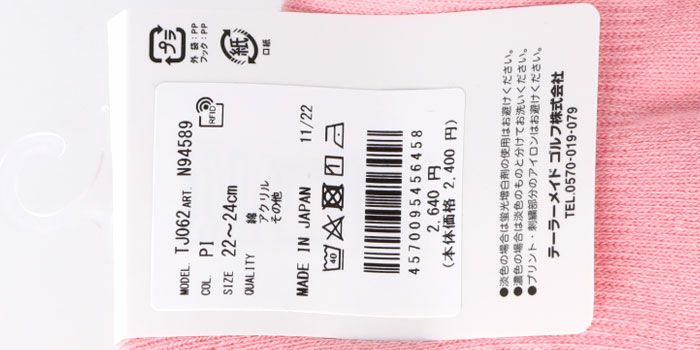 プラ
外袋:PP
フック:PP
紙
口紙
MODEL TJ062 ART. N94589
RFID
COL. PI
SIZE 22〜24cm
QUALITY 綿
アクリル
その他
MADE IN JAPAN 11/22
40
4570095456458
2,640 円
(本体価格 2,400 円)
●淡色の場合は蛍光増白剤の使用はお避けください。
●濃色の場合は淡色のものと分けてお洗いください。
●プリント・刺繍部分のアイロンはお避けください。
テーラーメイド ゴルフ株式会社
TEL.0570-019-079